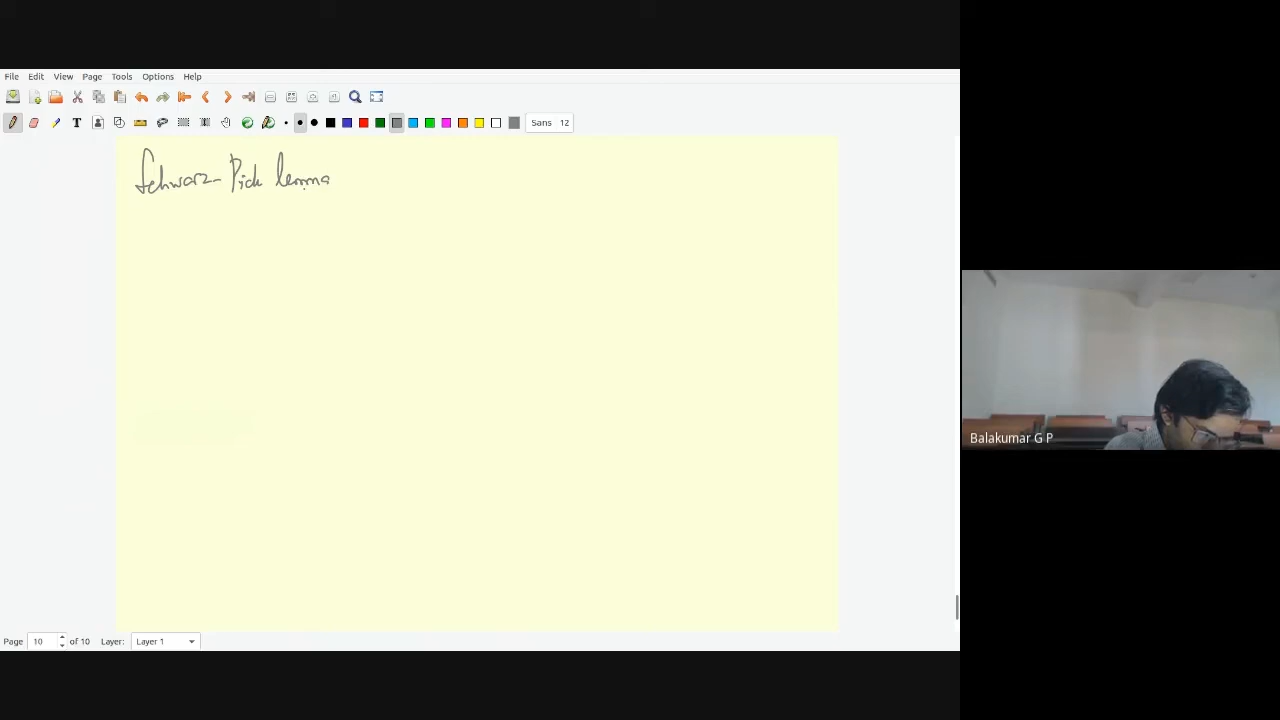 File Edit View Page Tools Options Help
Sans 12
Schwarz-Pick lemma
Balakumar G P
Page 10 of 10 Layer: Layer 1